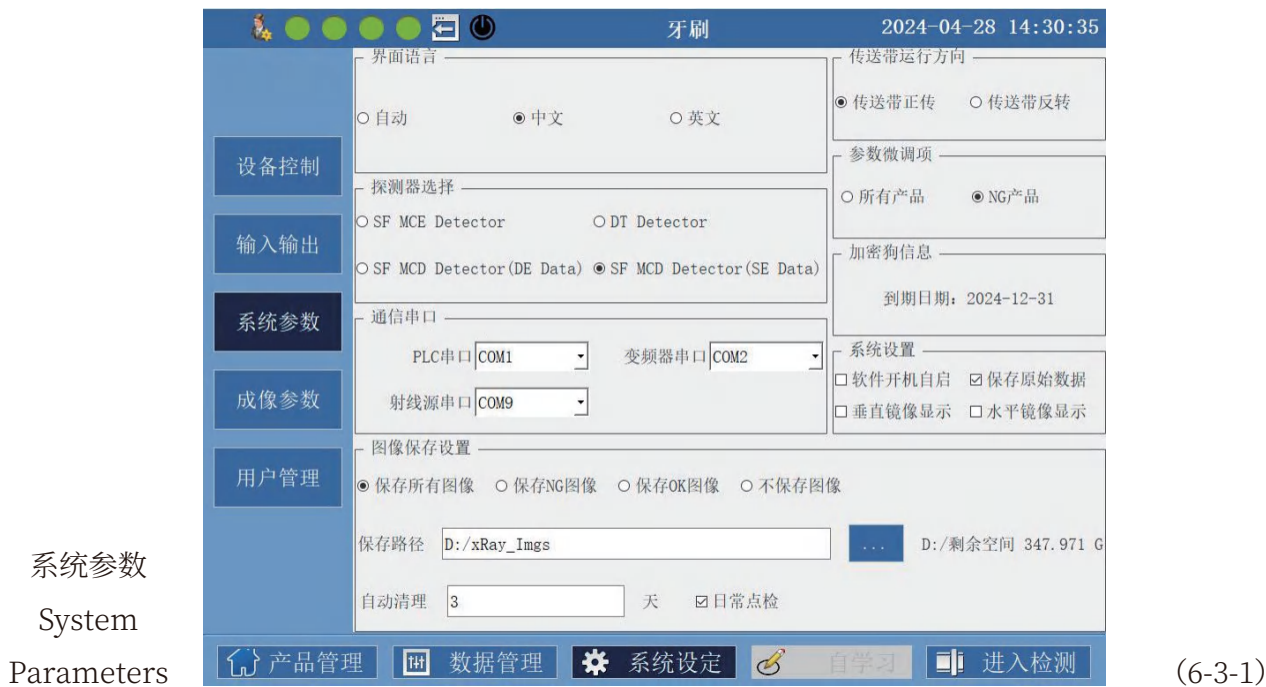 牙刷 2024-04-28 14:30:35
界面语言
自动 中文 英文
探测器选择
SF MCE Detector DT Detector
SF MCD Detector(DE Data) SF MCD Detector(SE Data)
通信串口
PLC串口 COM1 变频器串口 COM2
射线源串口 COM9
传送带运行方向
传送带正传 传送带反转
参数微调项
所有产品 NG产品
加密狗信息
到期日期: 2024-12-31
系统设置
软件开机自启 保存原始数据
垂直镜像显示 水平镜像显示
图像保存设置
保存所有图像 保存NG图像 保存OK图像 不保存图像
保存路径 D:/xRay_Imgs ... D:/剩余空间 347.971 G
自动清理 3 天 日常点检
设备控制
输入输出
系统参数
成像参数
用户管理
产品管理 数据管理 系统设定 自学习 进入检测
系统参数
System
Parameters
(6-3-1)